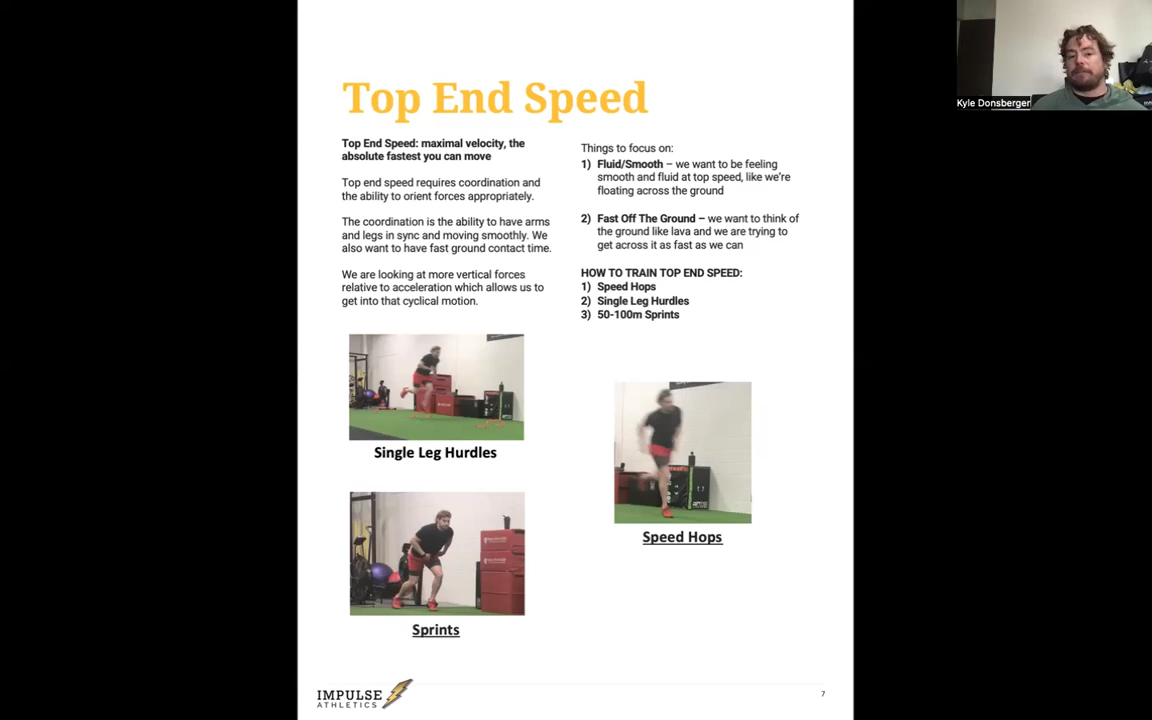 Top End Speed
Top End Speed: maximal velocity, the
absolute fastest you can move
Top end speed requires coordination and
the ability to orient forces appropriately.
The coordination is the ability to have arms
and legs in sync and moving smoothly. We
also want to have fast ground contact time.
We are looking at more vertical forces
relative to acceleration which allows us to
get into that cyclical motion.
Things to focus on:
1) Fluid/Smooth – we want to be feeling
smooth and fluid at top speed, like we're
floating across the ground
2) Fast Off The Ground – we want to think of
the ground like lava and we are trying to
get across it as fast as we can
HOW TO TRAIN TOP END SPEED:
1) Speed Hops
2) Single Leg Hurdles
3) 50-100m Sprints
Single Leg Hurdles
Speed Hops
Sprints
IMPULSE
ATHLETICS
7
Kyle Donsberger